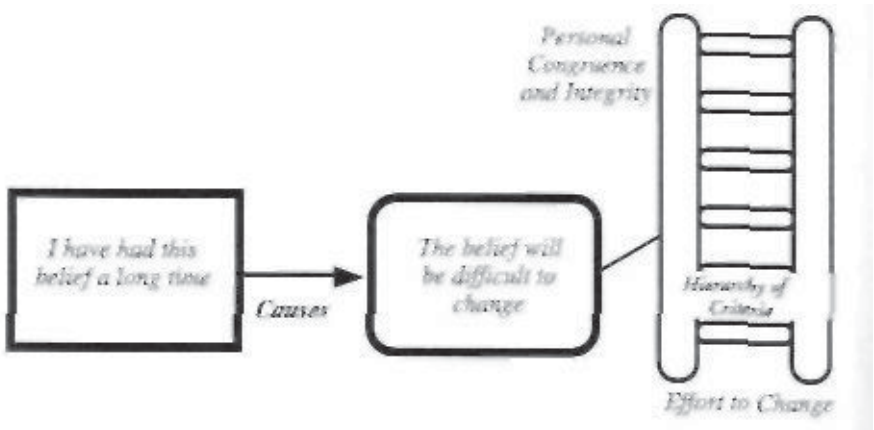 Personal
Congruence
and Integrity
I have had this
belief a long time
Causes
The belief will
be difficult to
change
Hierarchy of
Criteria
Effort to Change